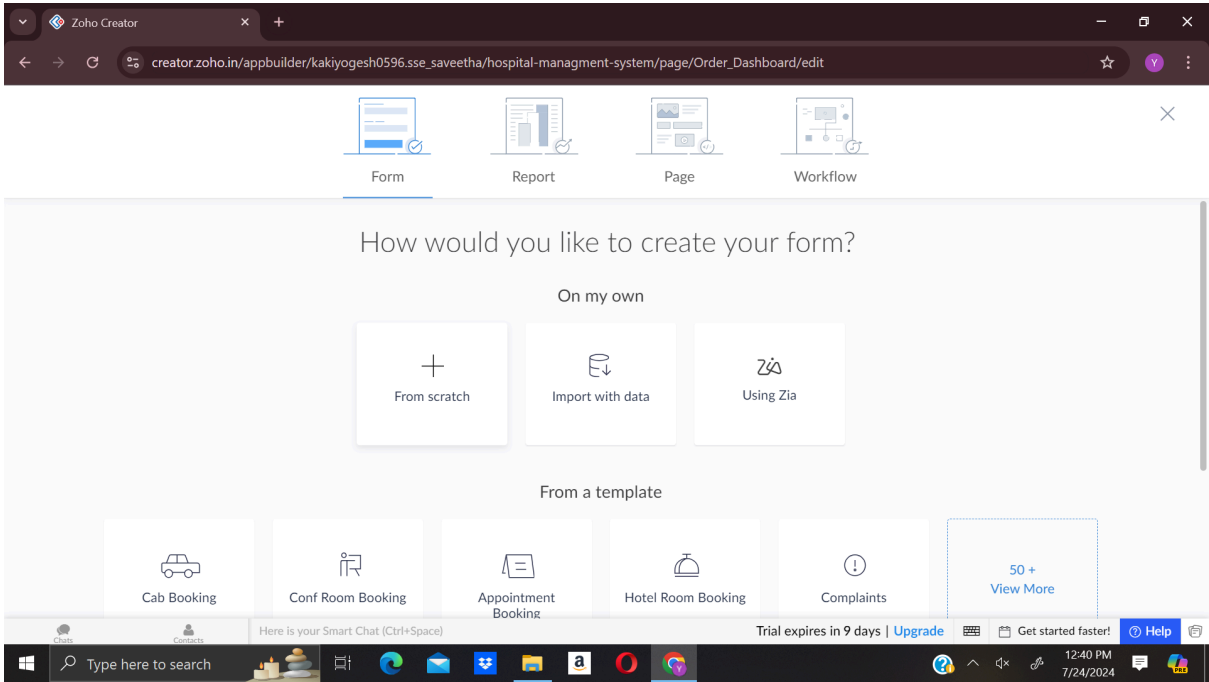 Zoho Creator
creator.zoho.in/appbuilder/kakiyogesh0596.sse_saveetha/hospital-managment-system/page/Order_Dashboard/edit
Y
Form Report Page Workflow
How would you like to create your form?
On my own
From scratch Import with data Zia Using Zia
From a template
Cab Booking Conf Room Booking Appointment Booking Hotel Room Booking Complaints 50 + View More
Chats Contacts Here is your Smart Chat (Ctrl+Space) Trial expires in 9 days | Upgrade Get started faster! Help
Type here to search a Y 12:40 PM
7/24/2024 PRE